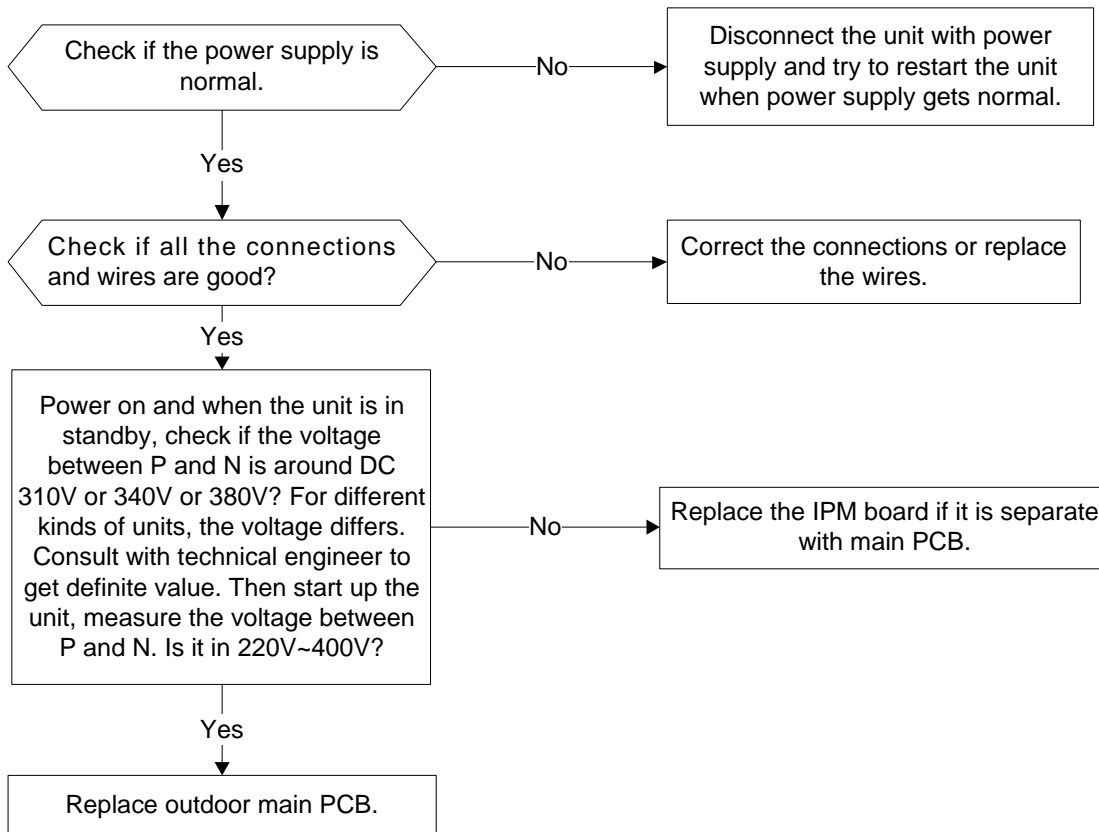 Check if the power supply is
normal.
No
Disconnect the unit with power
supply and try to restart the unit
when power supply gets normal.
Yes
Check if all the connections
and wires are good?
No
Correct the connections or replace
the wires.
Yes
Power on and when the unit is in
standby, check if the voltage
between P and N is around DC
310V or 340V or 380V? For different
kinds of units, the voltage differs.
Consult with technical engineer to
get definite value. Then start up the
unit, measure the voltage between
P and N. Is it in 220V~400V?
No
Replace the IPM board if it is separate
with main PCB.
Yes
Replace outdoor main PCB.